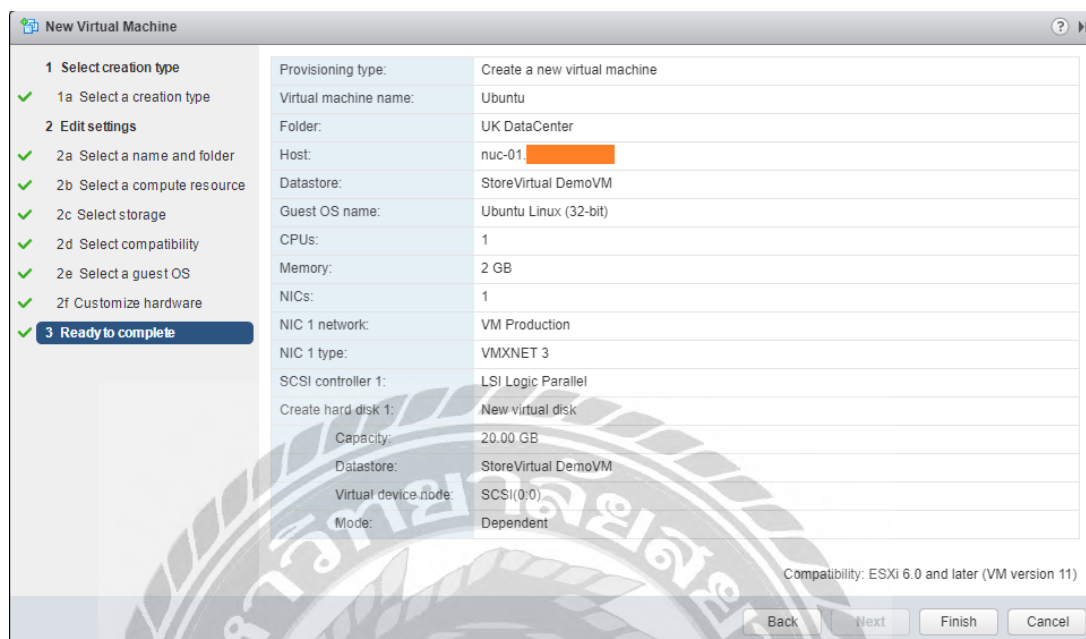 New Virtual Machine
?
1 Select creation type
1a Select a creation type
2 Edit settings
2a Select a name and folder
2b Select a compute resource
2c Select storage
2d Select compatibility
2e Select a guest OS
2f Customize hardware
3 Ready to complete
Provisioning type: Create a new virtual machine
Virtual machine name: Ubuntu
Folder: UK DataCenter
Host: nuc-01.
Datastore: StoreVirtual DemoVM
Guest OS name: Ubuntu Linux (32-bit)
CPUs: 1
Memory: 2 GB
NICs: 1
NIC 1 network: VM Production
NIC 1 type: VMXNET 3
SCSI controller 1: LSI Logic Parallel
Create hard disk 1: New virtual disk
Capacity: 20.00 GB
Datastore: StoreVirtual DemoVM
Virtual device node: SCSI(0:0)
Mode: Dependent
Compatibility: ESXi 6.0 and later (VM version 11)
Back Next Finish Cancel